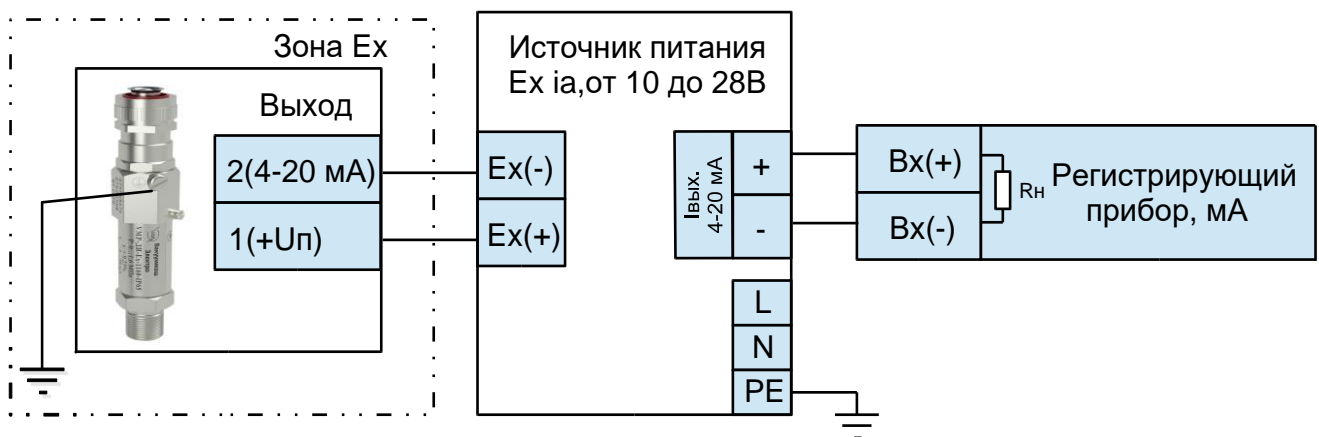 Зона Ex
Выход
2(4-20 мА)
1(+Uп)
Источник питания
Ex ia,от 10 до 28В
Ex(-)
Ex(+)
Iвых.
4-20 мА
+
-
L
N
PE
Вх(+)
Вх(-)
Rн
Регистрирующий
прибор, мА